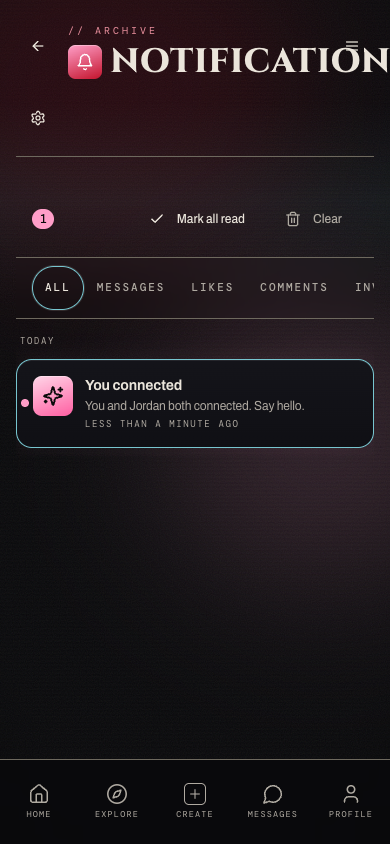 // ARCHIVE
NOTIFICATION
1
Mark all read
Clear
ALL
MESSAGES
LIKES
COMMENTS
INV
TODAY
You connected
You and Jordan both connected. Say hello.
LESS THAN A MINUTE AGO
HOME
EXPLORE
CREATE
MESSAGES
PROFILE